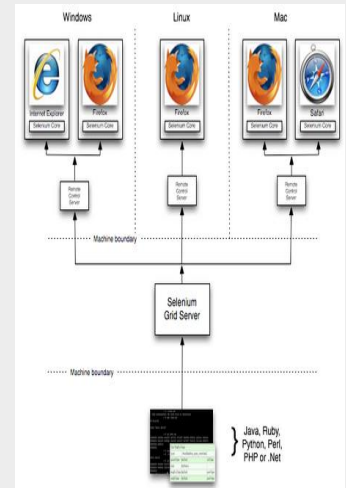 Windows
Linux
Mac
Internet Explorer
Firefox
Firefox
Firefox
Safari
Selenium Core
Selenium Core
Selenium Core
Selenium Core
Selenium Core
Remote
Control
Server
Remote
Control
Server
Remote
Control
Server
Machine boundary
Selenium
Grid Server
Machine boundary
Java, Ruby,
Python, Perl,
PHP or .Net